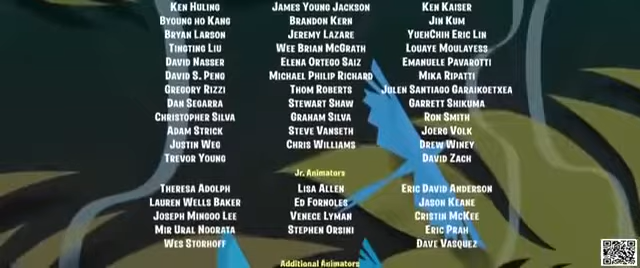 Ken Huling James Young Jackson Ken Kaiser
Byoung ho Kang Brandon Kern Jin Kum
Bryan Larson Jeremy Lazare YuehChih Eric Lin
Tingting Liu Wee Brian McGrath Louaye Moulayess
David Nasser Elena Ortego Saiz Emanuele Pavarotti
David S. Peng Michael Philip Richard Mika Ripatti
Gregory Rizzi Thom Roberts Julen Santiago Garaikoetxea
Dan Segarra Stewart Shaw Garrett Shikuma
Christopher Silva Graham Silva Ron Smith
Adam Strick Steve Vanseth Joerg Volk
Justin Weg Chris Williams Drew Winey
Trevor Young David Zach
Jr. Animators
Theresa Adolph Lisa Allen Eric David Anderson
Lauren Wells Baker Ed Fornoles Jason Keane
Joseph Mingoo Lee Venece Lyman Cristin McKee
Mir Ural Noorata Stephen Orsini Eric Prah
Wes Storhoff Dave Vasquez
Additional Animators